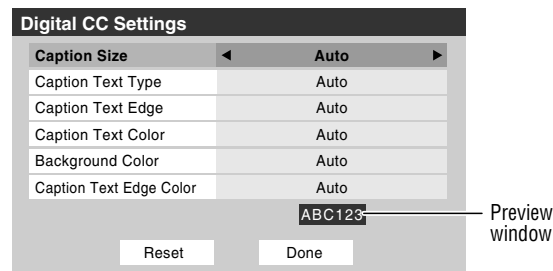 Digital CC Settings
Caption Size ◀ Auto ▶
Caption Text Type Auto
Caption Text Edge Auto
Caption Text Color Auto
Background Color Auto
Caption Text Edge Color Auto
ABC123
Preview
window
Reset Done